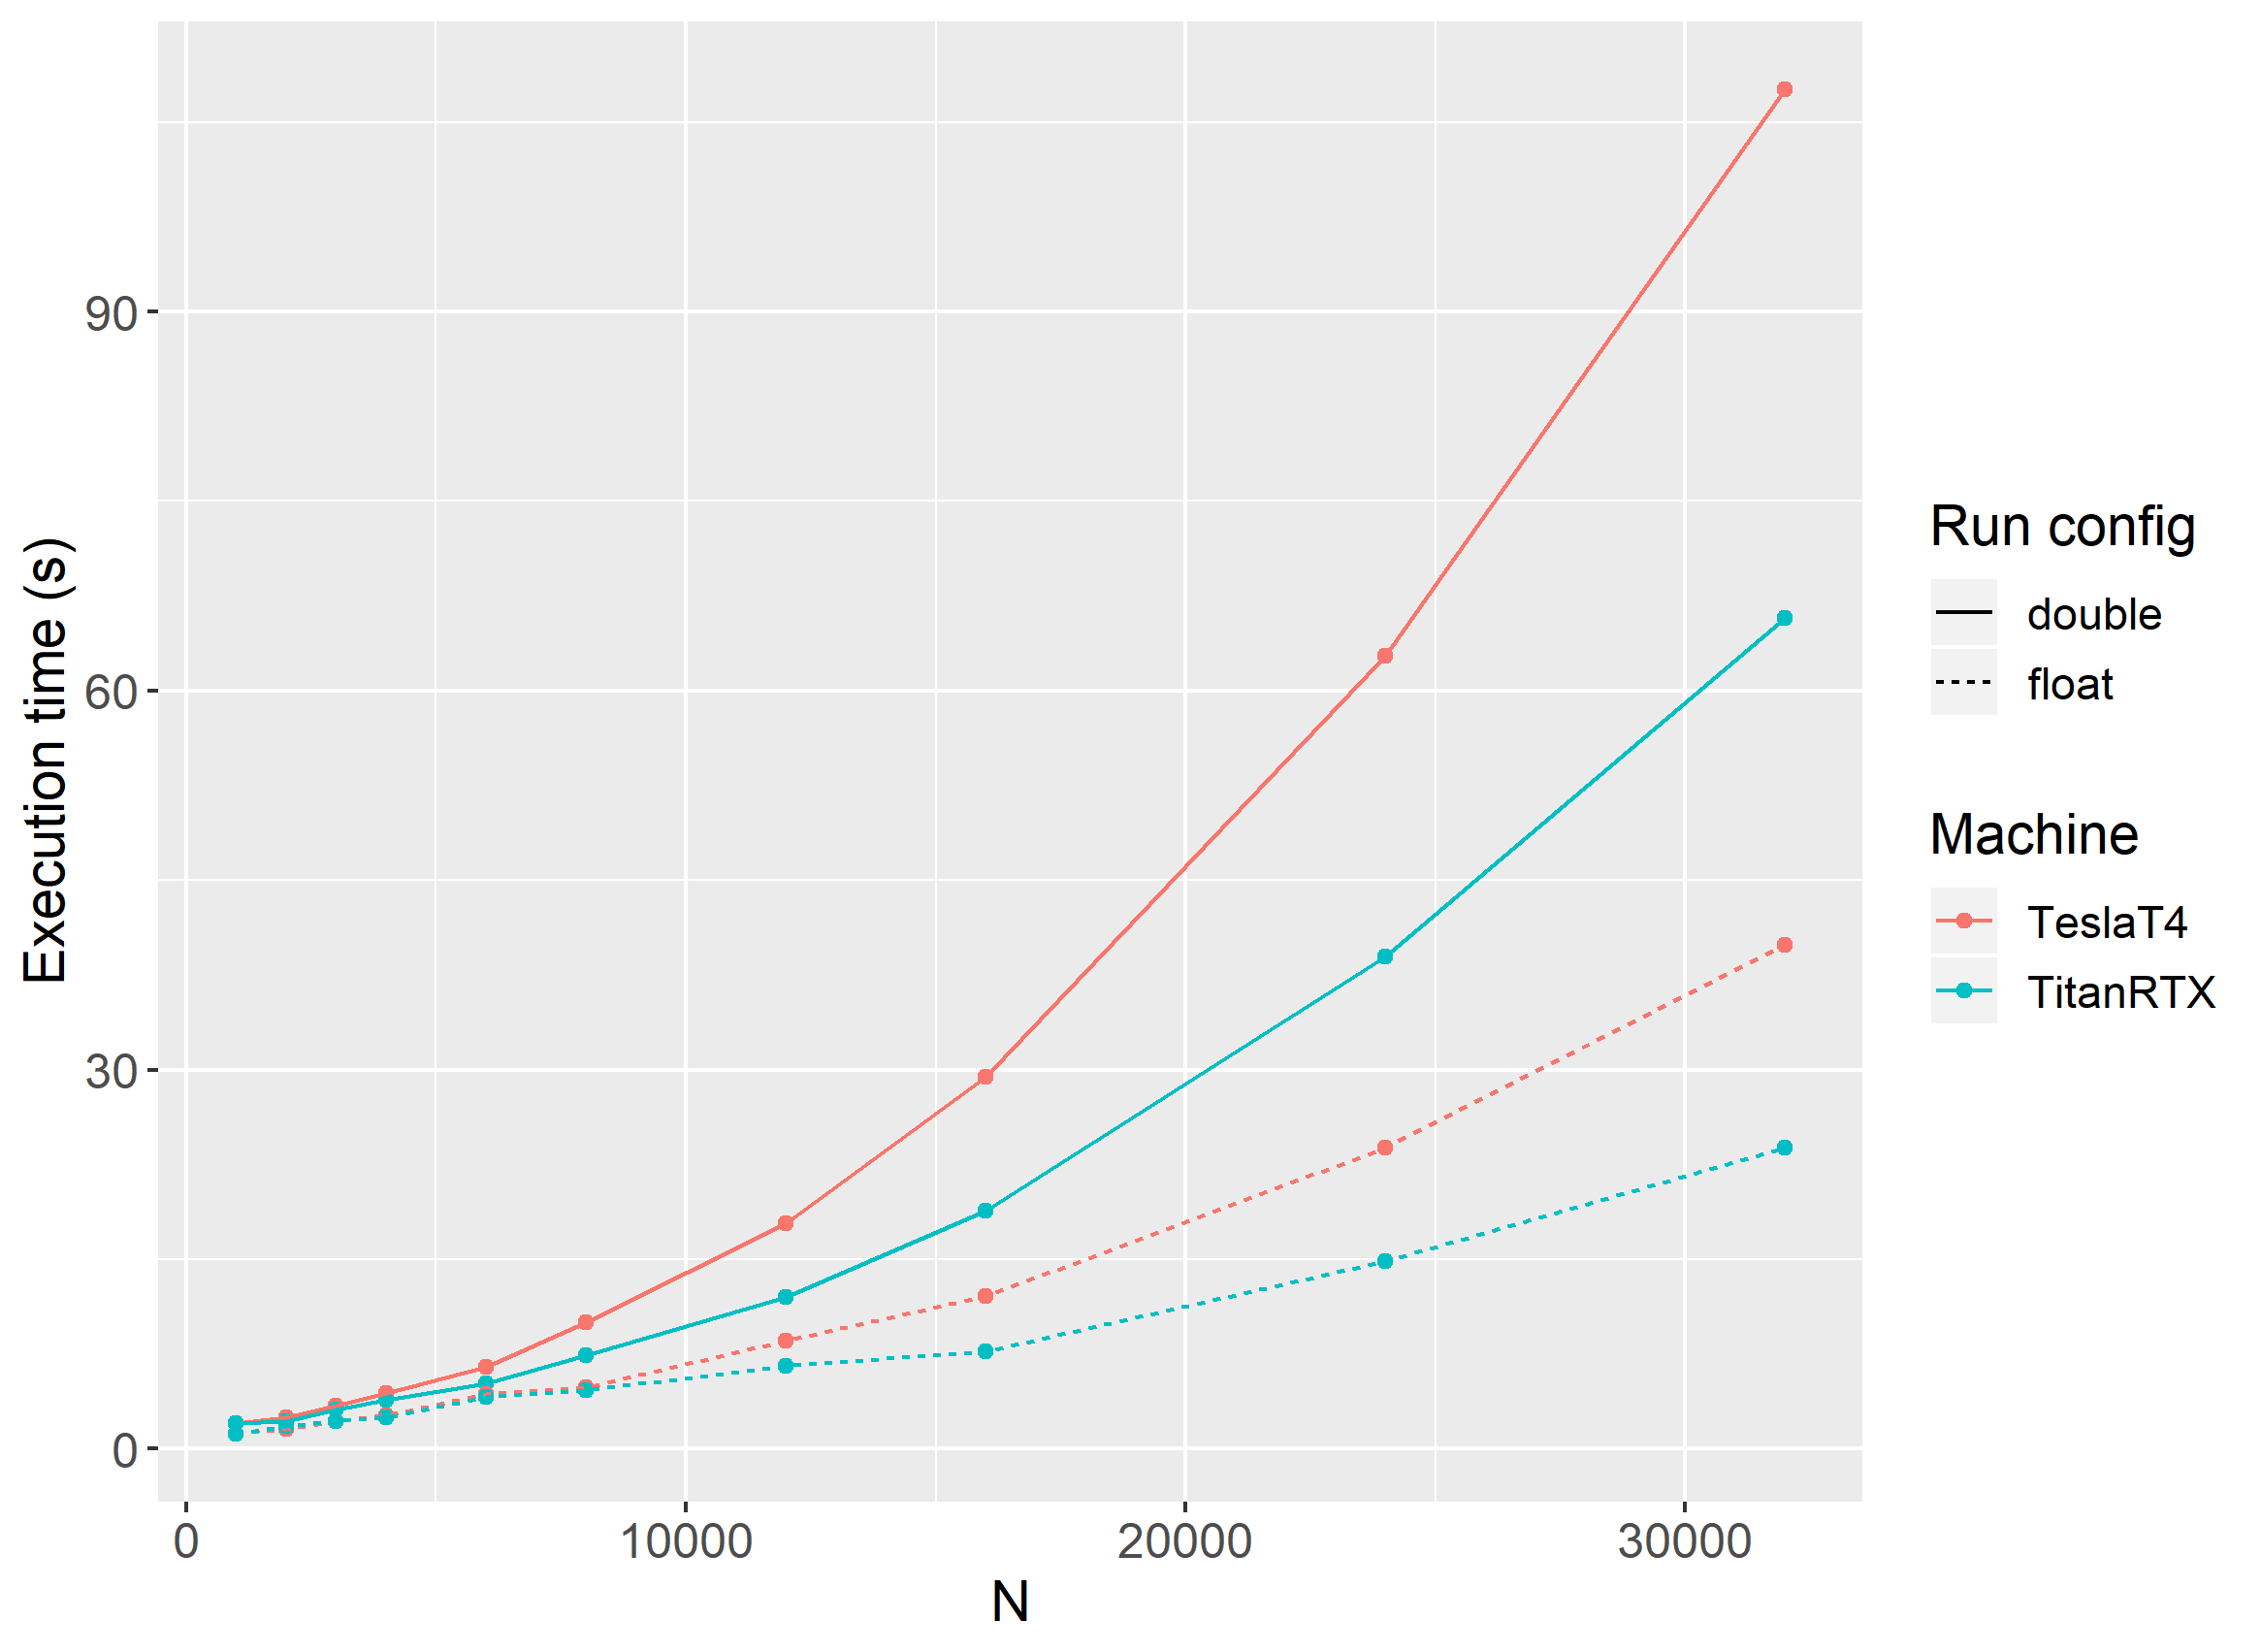 Execution time (s)
90
60
30
0
0 10000 20000 30000
N
Run config
double
float
Machine
TeslaT4
TitanRTX